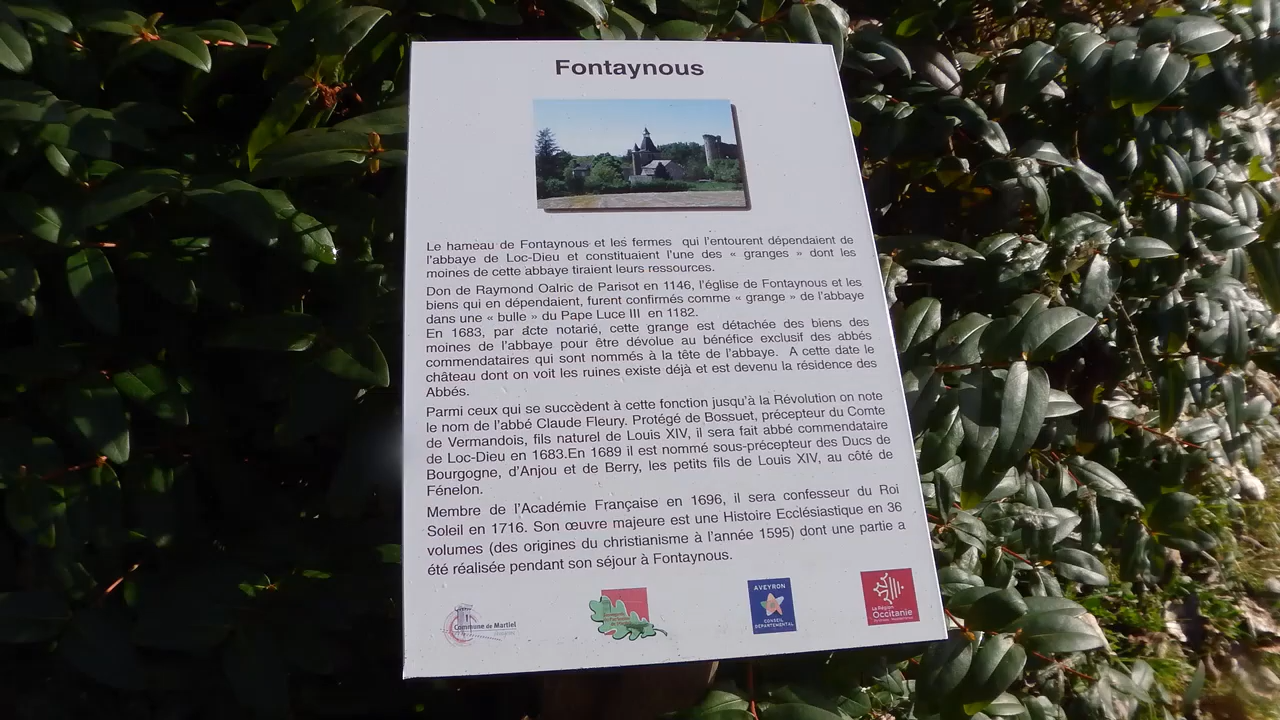 Fontaynous
Le hameau de Fontaynous et les fermes qui l'entourent dépendaient de
l'abbaye de Loc-Dieu et constituaient l'une des « granges » dont les
moines de cette abbaye tiraient leurs ressources.
Don de Raymond Oalric de Parisot en 1146, l'église de Fontaynous et les
biens qui en dépendaient, furent confirmés comme « grange » de l'abbaye
dans une « bulle » du Pape Luce III en 1182.
En 1683, par acte notarié, cette grange est détachée des biens des
moines de l'abbaye pour être dévolue au bénéfice exclusif des abbés
commendataires qui sont nommés à la tête de l'abbaye. A cette date le
château dont on voit les ruines existe déjà et est devenu la résidence des
Abbés.
Parmi ceux qui se succèdent à cette fonction jusqu'à la Révolution on note
le nom de l'abbé Claude Fleury. Protégé de Bossuet, précepteur du Comte
de Vermandois, fils naturel de Louis XIV, il sera fait abbé commendataire
de Loc-Dieu en 1683.En 1689 il est nommé sous-précepteur des Ducs de
Bourgogne, d'Anjou et de Berry, les petits fils de Louis XIV, au côté de
Fénelon.
Membre de l'Académie Française en 1696, il sera confesseur du Roi
Soleil en 1716. Son œuvre majeure est une Histoire Ecclésiastique en 36
volumes (des origines du christianisme à l'année 1595) dont une partie a
été réalisée pendant son séjour à Fontaynous.
Commune de Martiel
AVEYRON
CONSEIL
DÉPARTEMENTAL
La Région
Occitanie